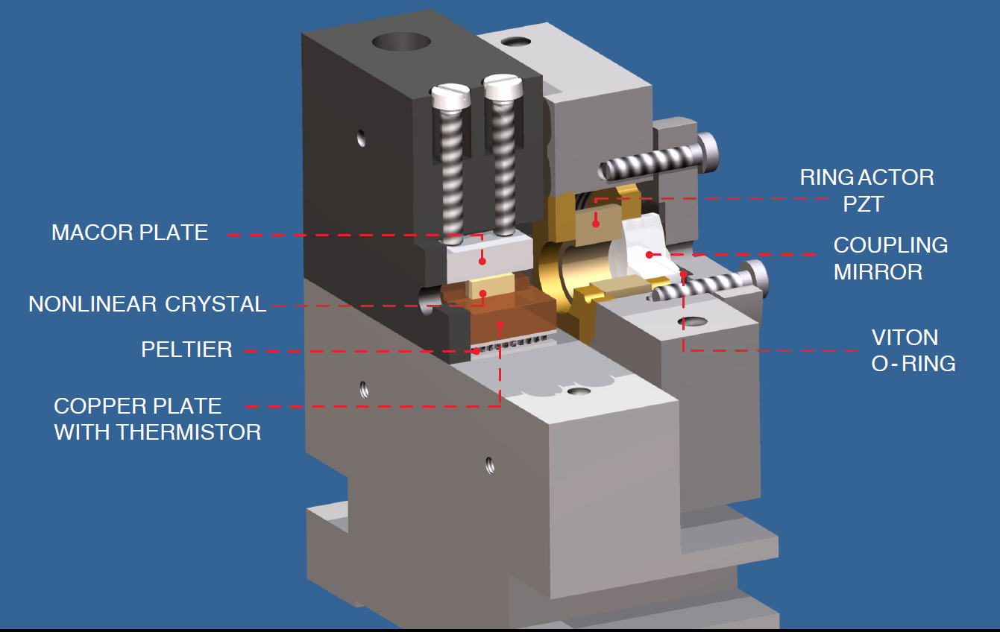 MACOR PLATE
NONLINEAR CRYSTAL
PELTIER
COPPER PLATE
WITH THERMISTOR
RING ACTOR
PZT
COUPLING
MIRROR
VITON
O-RING